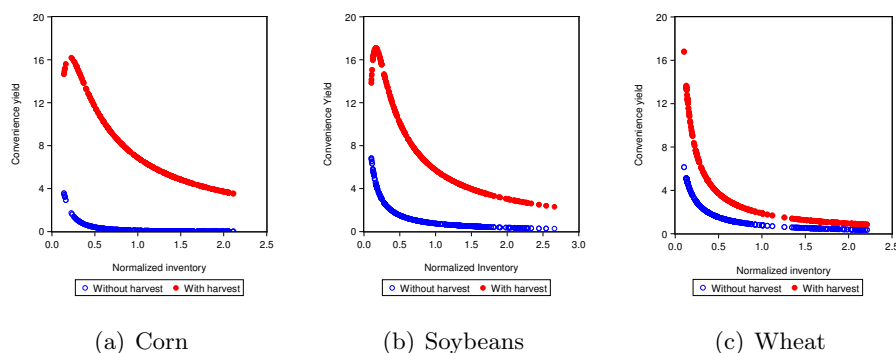 20
16
12
8
4
0
Convenience yield
0.0 0.5 1.0 1.5 2.0 2.5
Normalized inventory
Without harvest With harvest
(a) Corn
20
16
12
8
4
0
Convenience Yield
0.0 0.5 1.0 1.5 2.0 2.5 3.0
Normalized Inventory
Without harvest With harvest
(b) Soybeans
20
16
12
8
4
0
Convenience yield
0.0 0.5 1.0 1.5 2.0 2.5
Normalized inventory
Without harvest With harvest
(c) Wheat